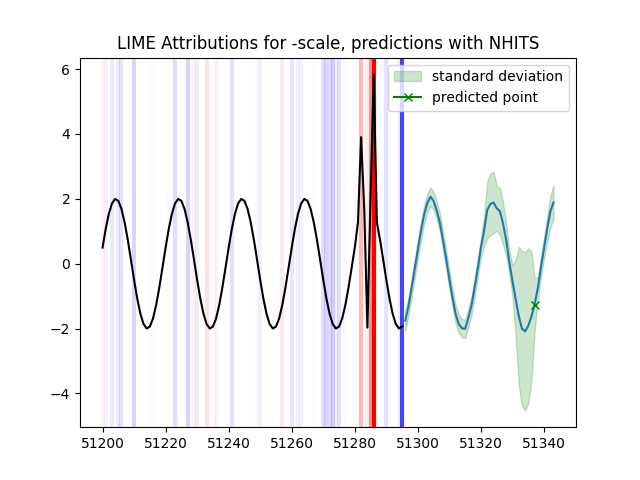 LIME Attributions for -scale, predictions with NHITS
standard deviation
predicted point
6
4
2
0
−2
−4
51200 51220 51240 51260 51280 51300 51320 51340